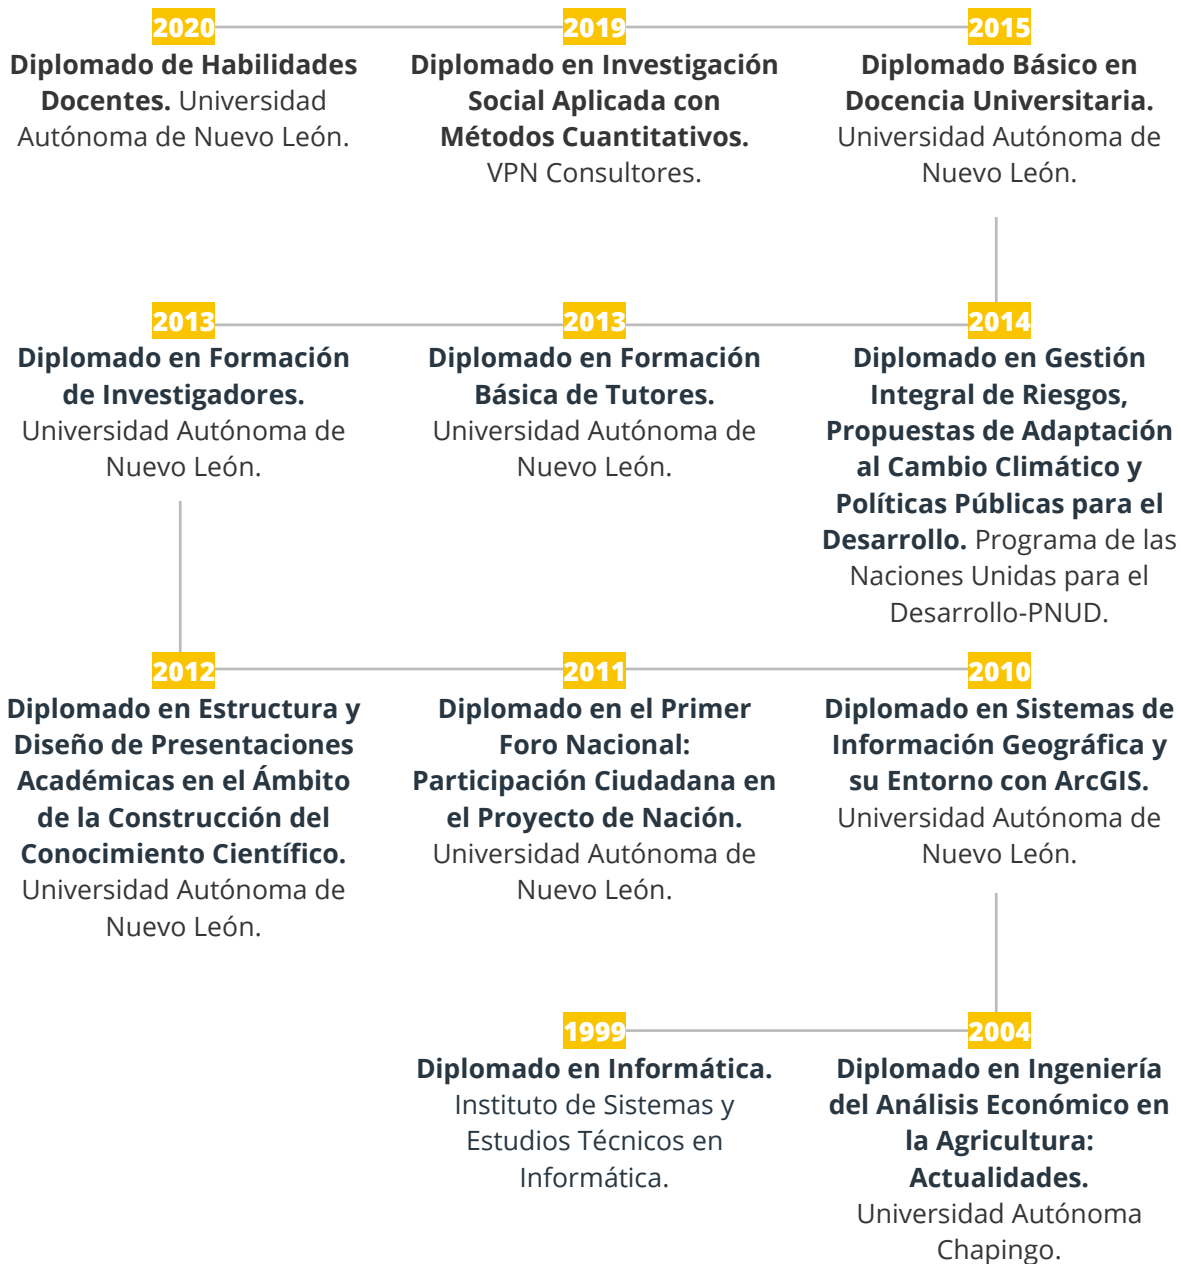 2020
Diplomado de Habilidades
Docentes. Universidad
Autónoma de Nuevo León.
2019
Diplomado en Investigación
Social Aplicada con
Métodos Cuantitativos.
VPN Consultores.
2015
Diplomado Básico en
Docencia Universitaria.
Universidad Autónoma de
Nuevo León.
2014
Diplomado en Gestión
Integral de Riesgos,
Propuestas de Adaptación
al Cambio Climático y
Políticas Públicas para el
Desarrollo. Programa de las
Naciones Unidas para el
Desarrollo-PNUD.
2013
Diplomado en Formación
Básica de Tutores.
Universidad Autónoma de
Nuevo León.
2013
Diplomado en Formación
de Investigadores.
Universidad Autónoma de
Nuevo León.
2012
Diplomado en Estructura y
Diseño de Presentaciones
Académicas en el Ámbito
de la Construcción del
Conocimiento Científico.
Universidad Autónoma de
Nuevo León.
2011
Diplomado en el Primer
Foro Nacional:
Participación Ciudadana en
el Proyecto de Nación.
Universidad Autónoma de
Nuevo León.
2010
Diplomado en Sistemas de
Información Geográfica y
su Entorno con ArcGIS.
Universidad Autónoma de
Nuevo León.
2004
Diplomado en Ingeniería
del Análisis Económico en
la Agricultura:
Actualidades.
Universidad Autónoma
Chapingo.
1999
Diplomado en Informática.
Instituto de Sistemas y
Estudios Técnicos en
Informática.